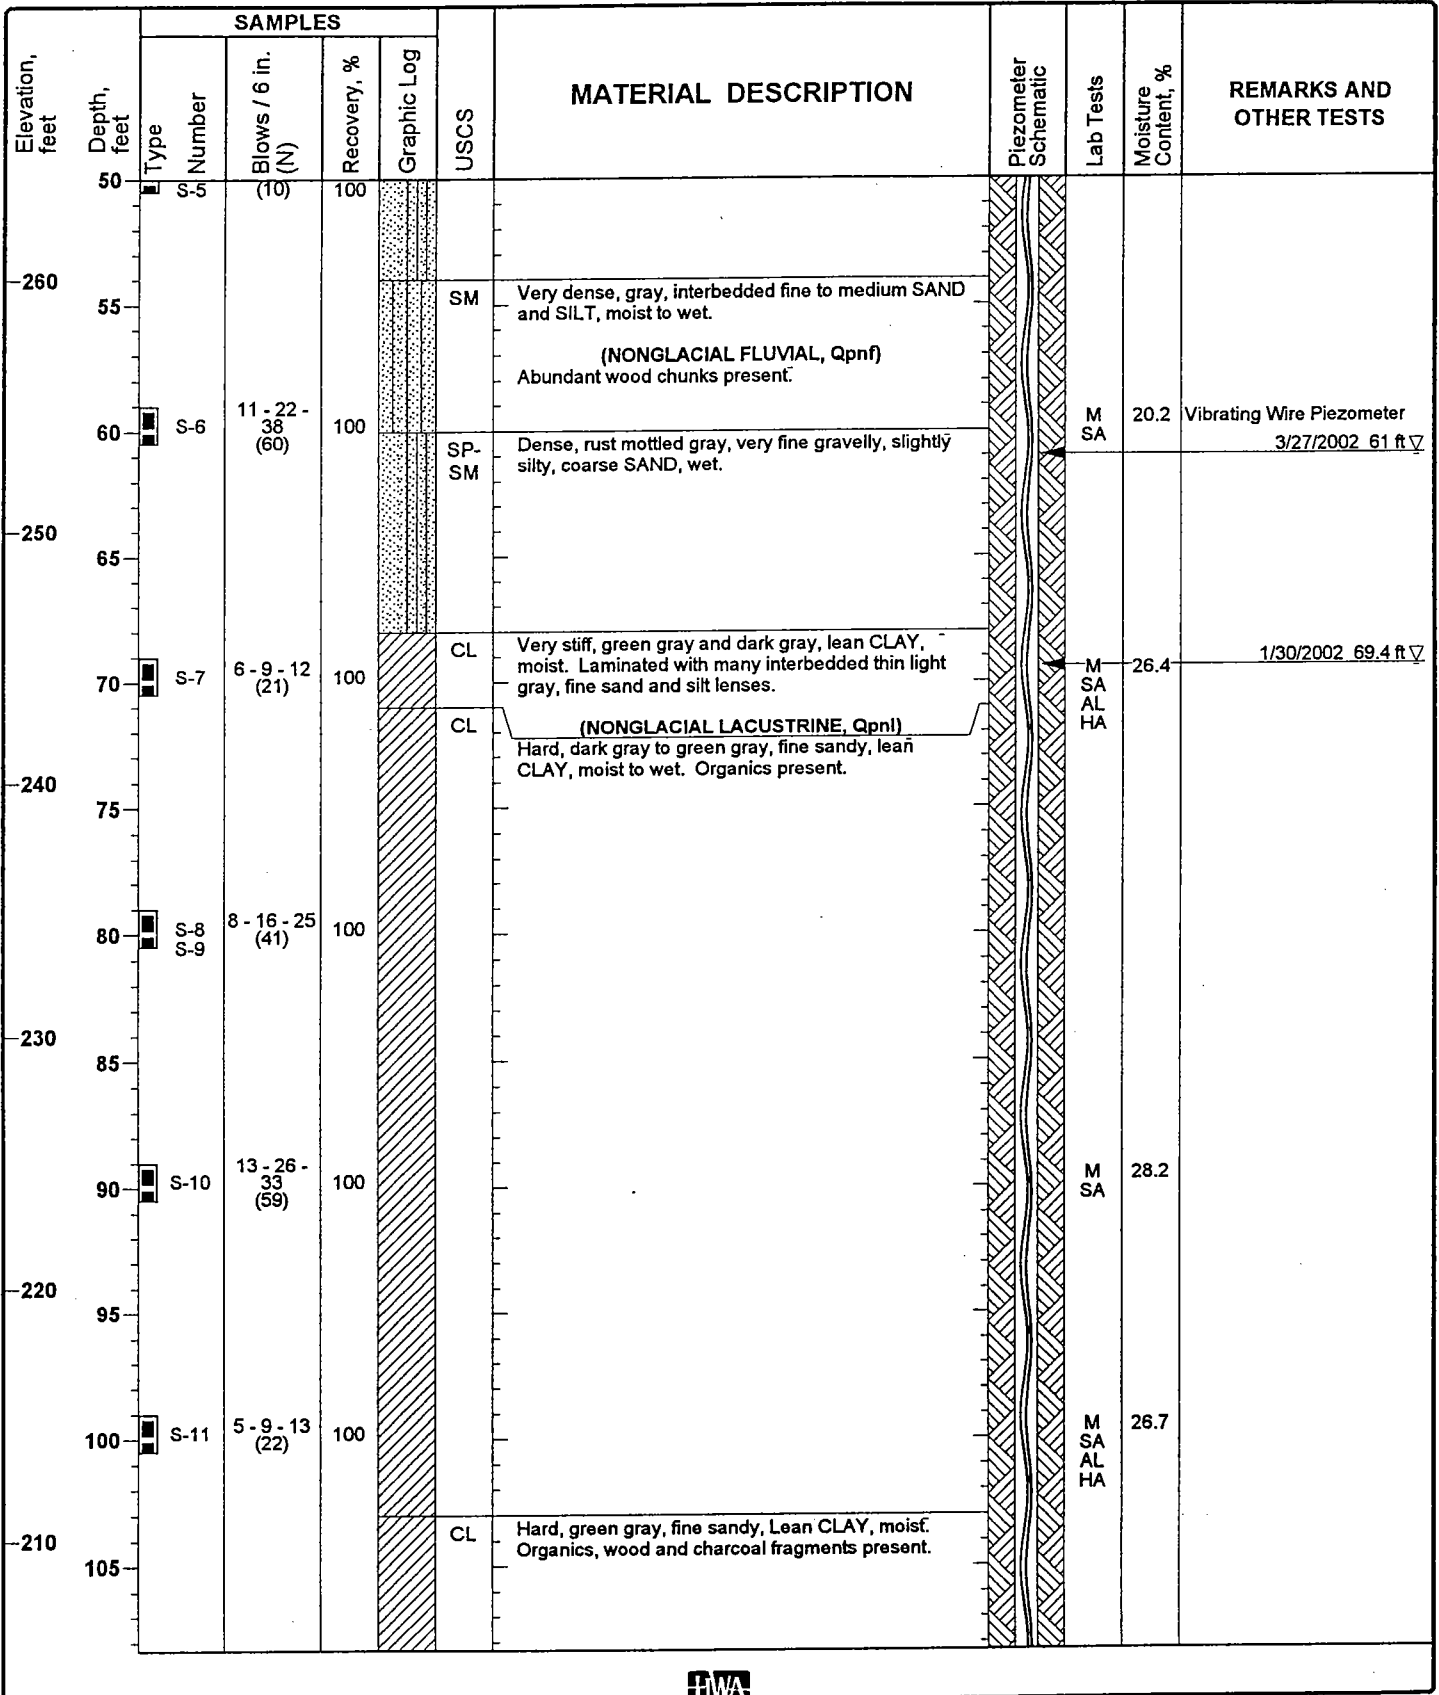 SAMPLES
Elevation, feet
Depth, feet
Type
Number
Blows / 6 in. (N)
Recovery, %
Graphic Log
USCS
MATERIAL DESCRIPTION
Piezometer Schematic
Lab Tests
Moisture Content, %
REMARKS AND
OTHER TESTS
50
S-5
(10)
100
260
SM
Very dense, gray, interbedded fine to medium SAND
and SILT, moist to wet.
55
(NONGLACIAL FLUVIAL, Qpnf)
Abundant wood chunks present.
60
S-6
11 - 22 -
38
(60)
100
M
SA
20.2
Vibrating Wire Piezometer
3/27/2002 61 ft
SP-
SM
Dense, rust mottled gray, very fine gravelly, slightly
silty, coarse SAND, wet.
250
65
CL
Very stiff, green gray and dark gray, lean CLAY,
moist. Laminated with many interbedded thin light
gray, fine sand and silt lenses.
1/30/2002 69.4 ft
70
S-7
6 - 9 - 12
(21)
100
M
SA
AL
HA
26.4
CL
(NONGLACIAL LACUSTRINE, Qpnl)
Hard, dark gray to green gray, fine sandy, lean
CLAY, moist to wet. Organics present.
240
75
80
S-8
S-9
8 - 16 - 25
(41)
100
230
85
90
S-10
13 - 26 -
33
(59)
100
M
SA
28.2
220
95
100
S-11
5 - 9 - 13
(22)
100
M
SA
AL
HA
26.7
210
CL
Hard, green gray, fine sandy, Lean CLAY, moist.
Organics, wood and charcoal fragments present.
105
HWA